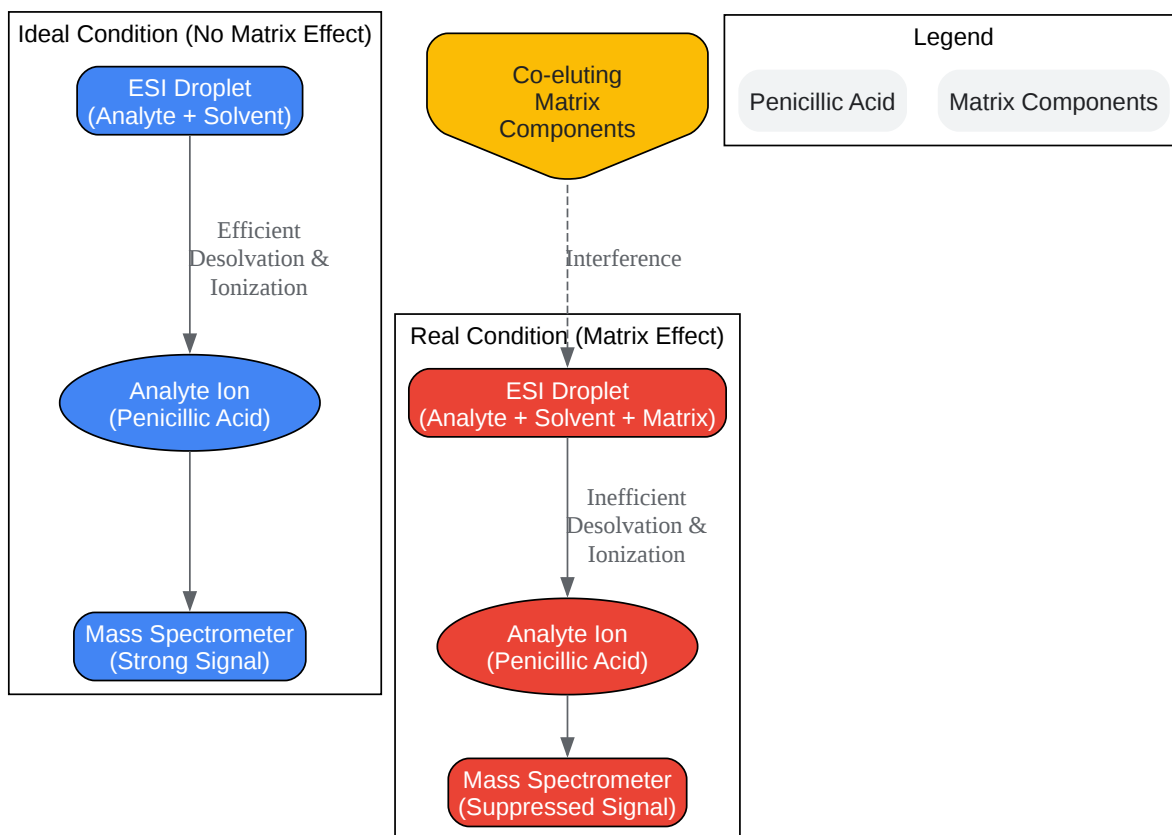 Ideal Condition (No Matrix Effect)
ESI Droplet
(Analyte + Solvent)
Efficient
Desolvation &
Ionization
Analyte Ion
(Penicillic Acid)
Mass Spectrometer
(Strong Signal)
Co-eluting
Matrix
Components
Interference
Real Condition (Matrix Effect)
ESI Droplet
(Analyte + Solvent + Matrix)
Inefficient
Desolvation &
Ionization
Analyte Ion
(Penicillic Acid)
Mass Spectrometer
(Suppressed Signal)
Legend
Penicillic Acid
Matrix Components